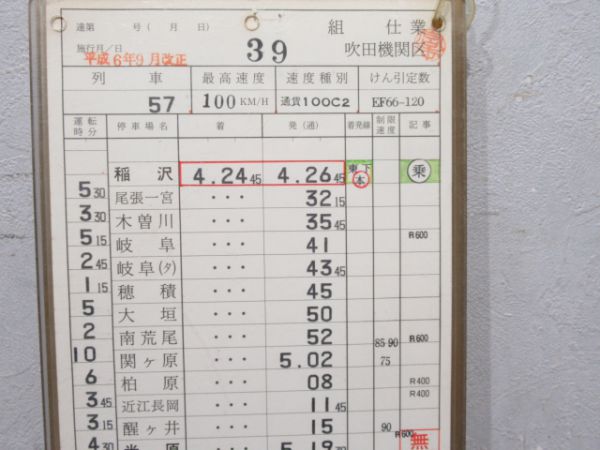 達第 号( 月 日) 組 仕業
施行月／日 39 吹田機関区
平成6年9月改正
列 車 最高速度 速度種別 けん引定数
57 100 KM/H 通貨100C2 EF66~120
運転時分 停車場名 着 発(通) 着発線 制限速度 記事
稲沢 4.24 45 4.26 45 東下本 乗
5 30 尾張一宮 ・・・ 32 15
3 30 木曽川 ・・・ 35 45
5 15 岐阜 ・・・ 41 R600
2 45 岐阜(タ) ・・・ 43 45
1 15 穂積 ・・・ 45
5 大垣 ・・・ 50
2 南荒尾 ・・・ 52 85 90 R600
10 関ヶ原 ・・・ 5.02 75
6 柏原 ・・・ 08 R400
3 45 近江長岡 ・・・ 11 45 R400
3 15 醒ヶ井 ・・・ 15 90 R600
4 30 米原 ・・・ 5.19 30 無